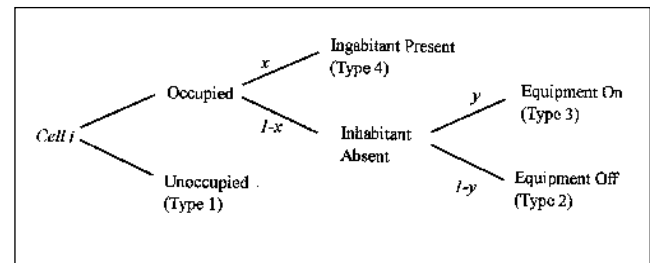 Ingabitant Present
(Type 4)
x
Occupied
y
Equipment On
(Type 3)
1-x
Cell i
Inhabitant
Absent
Unoccupied
(Type 1)
1-y
Equipment Off
(Type 2)